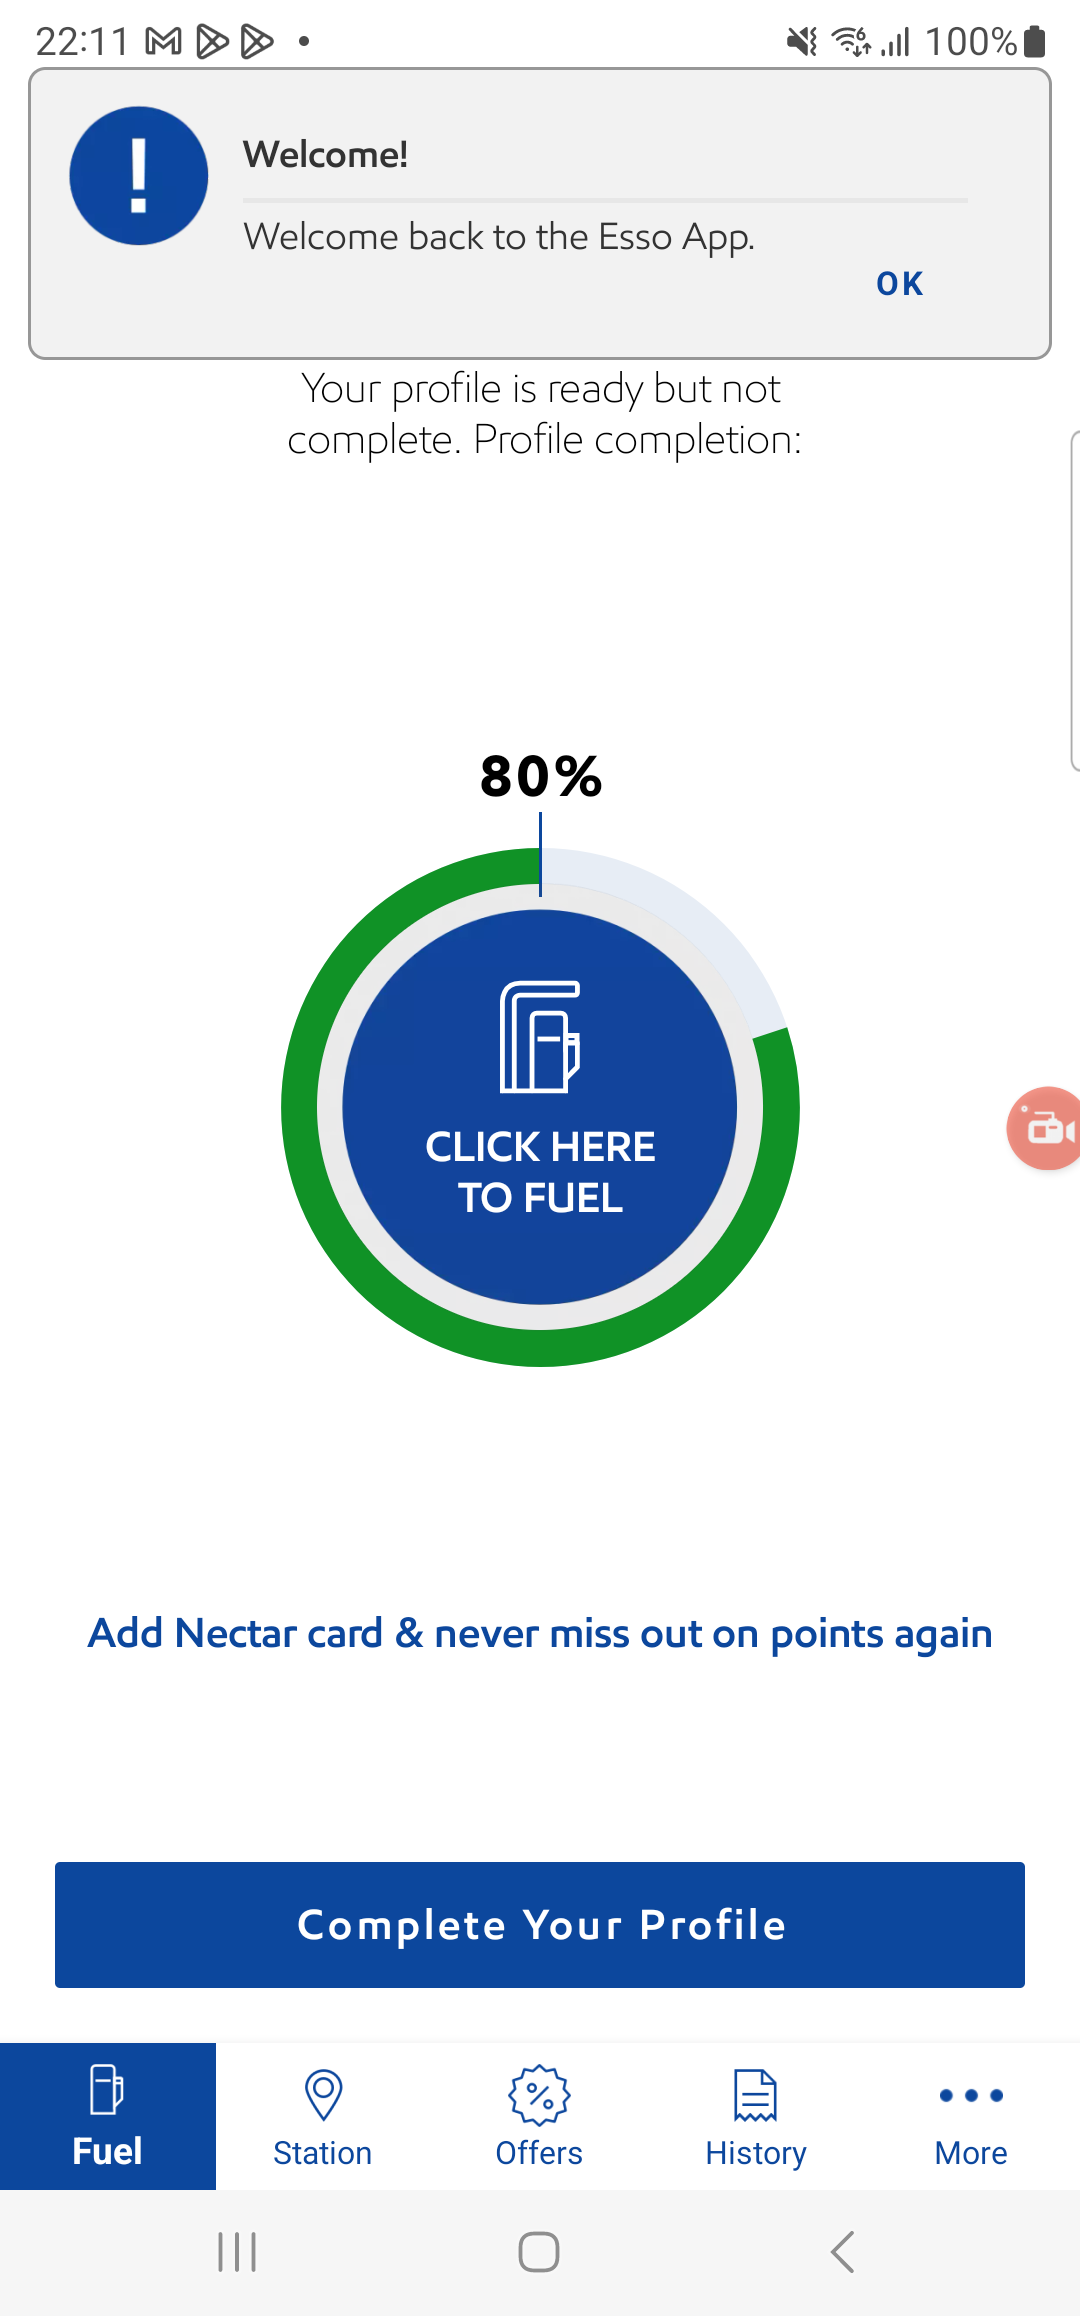 22:11
100%
Welcome!
Welcome back to the Esso App.
OK
Your profile is ready but not
complete. Profile completion:
80%
CLICK HERE
TO FUEL
Add Nectar card & never miss out on points again
Complete Your Profile
Fuel
Station
Offers
History
More